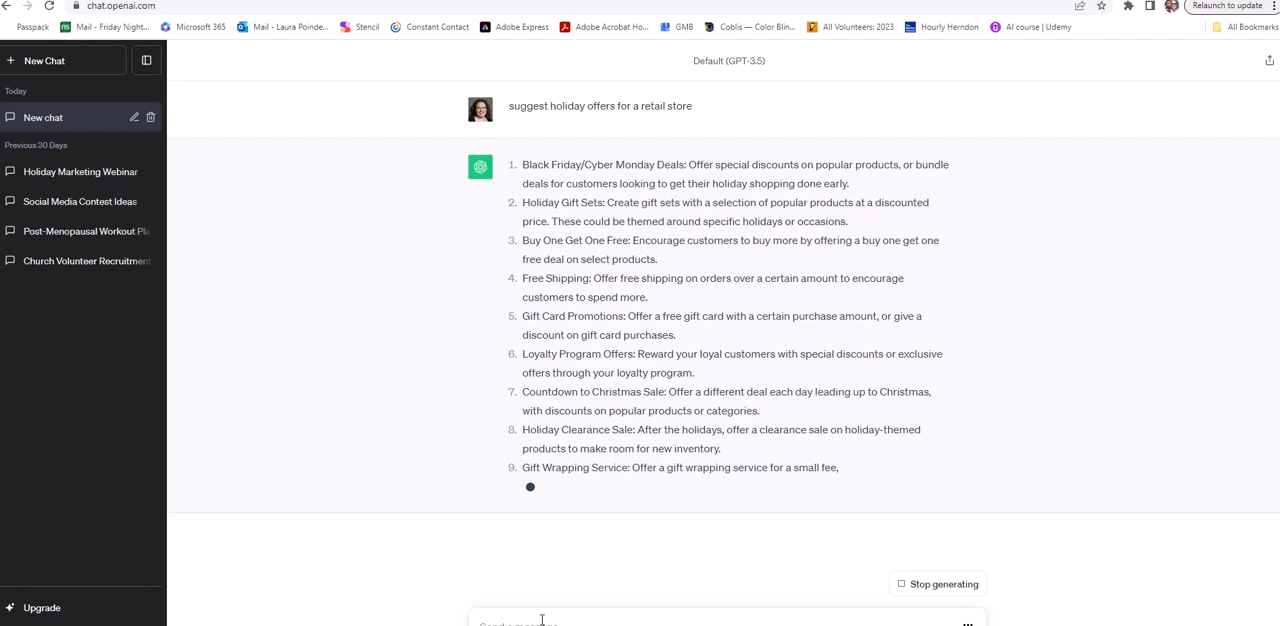 chat.openai.com
Relaunch to update
Passpack
Mail - Friday Night...
Microsoft 365
Mail - Laura Poinde...
Stencil
Constant Contact
Adobe Express
Adobe Acrobat Ho...
GMB
Coblis — Color Blin...
All Volunteers: 2023
Hourly Herndon
AI course | Udemy
All Bookmarks
New Chat
Default (GPT-3.5)
Today
New chat
Previous 30 Days
Holiday Marketing Webinar
Social Media Contest Ideas
Post-Menopausal Workout Pla
Church Volunteer Recruitment
Upgrade
suggest holiday offers for a retail store
1. Black Friday/Cyber Monday Deals: Offer special discounts on popular products, or bundle
deals for customers looking to get their holiday shopping done early.
2. Holiday Gift Sets: Create gift sets with a selection of popular products at a discounted
price. These could be themed around specific holidays or occasions.
3. Buy One Get One Free: Encourage customers to buy more by offering a buy one get one
free deal on select products.
4. Free Shipping: Offer free shipping on orders over a certain amount to encourage
customers to spend more.
5. Gift Card Promotions: Offer a free gift card with a certain purchase amount, or give a
discount on gift card purchases.
6. Loyalty Program Offers: Reward your loyal customers with special discounts or exclusive
offers through your loyalty program.
7. Countdown to Christmas Sale: Offer a different deal each day leading up to Christmas,
with discounts on popular products or categories.
8. Holiday Clearance Sale: After the holidays, offer a clearance sale on holiday-themed
products to make room for new inventory.
9. Gift Wrapping Service: Offer a gift wrapping service for a small fee,
Stop generating